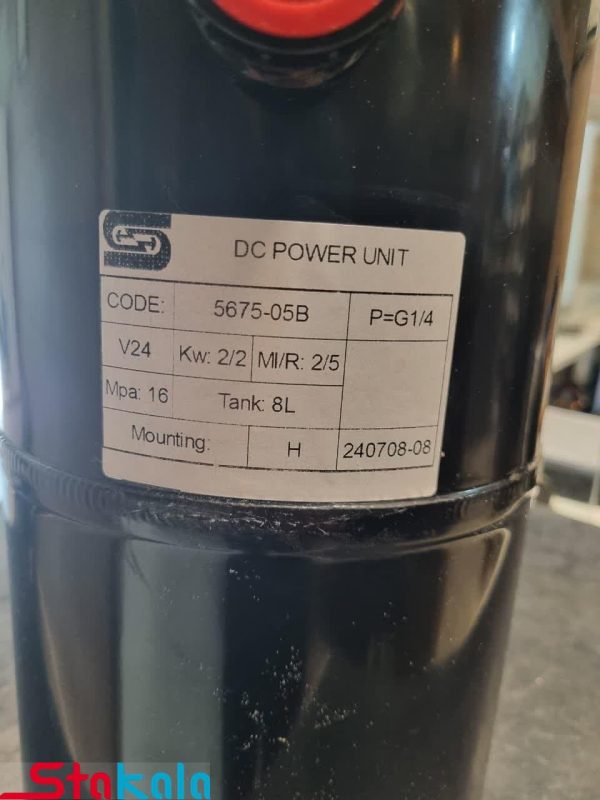 DC POWER UNIT
CODE: 5675-05B P=G1/4
V24 Kw: 2/2 Ml/R: 2/5
Mpa: 16 Tank: 8L
Mounting: H 240708-08
Stakala